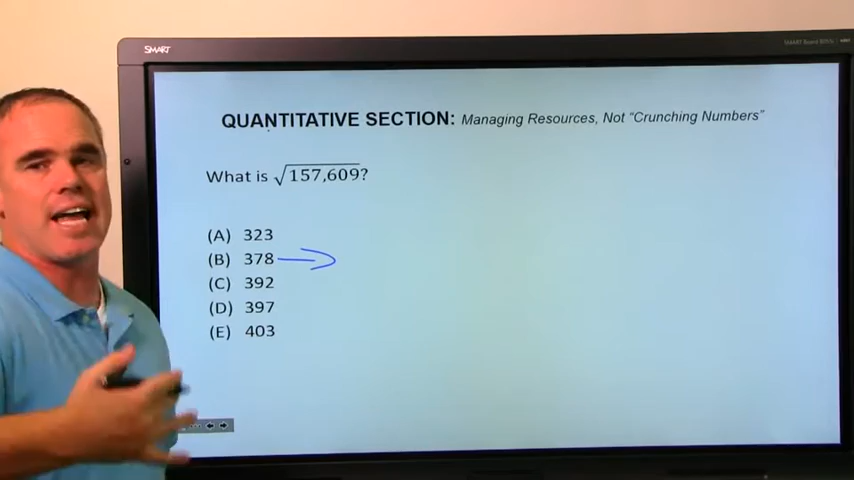 SMART
QUANTITATIVE SECTION: Managing Resources, Not "Crunching Numbers"
What is √157,609?
(A) 323
(B) 378
(C) 392
(D) 397
(E) 403